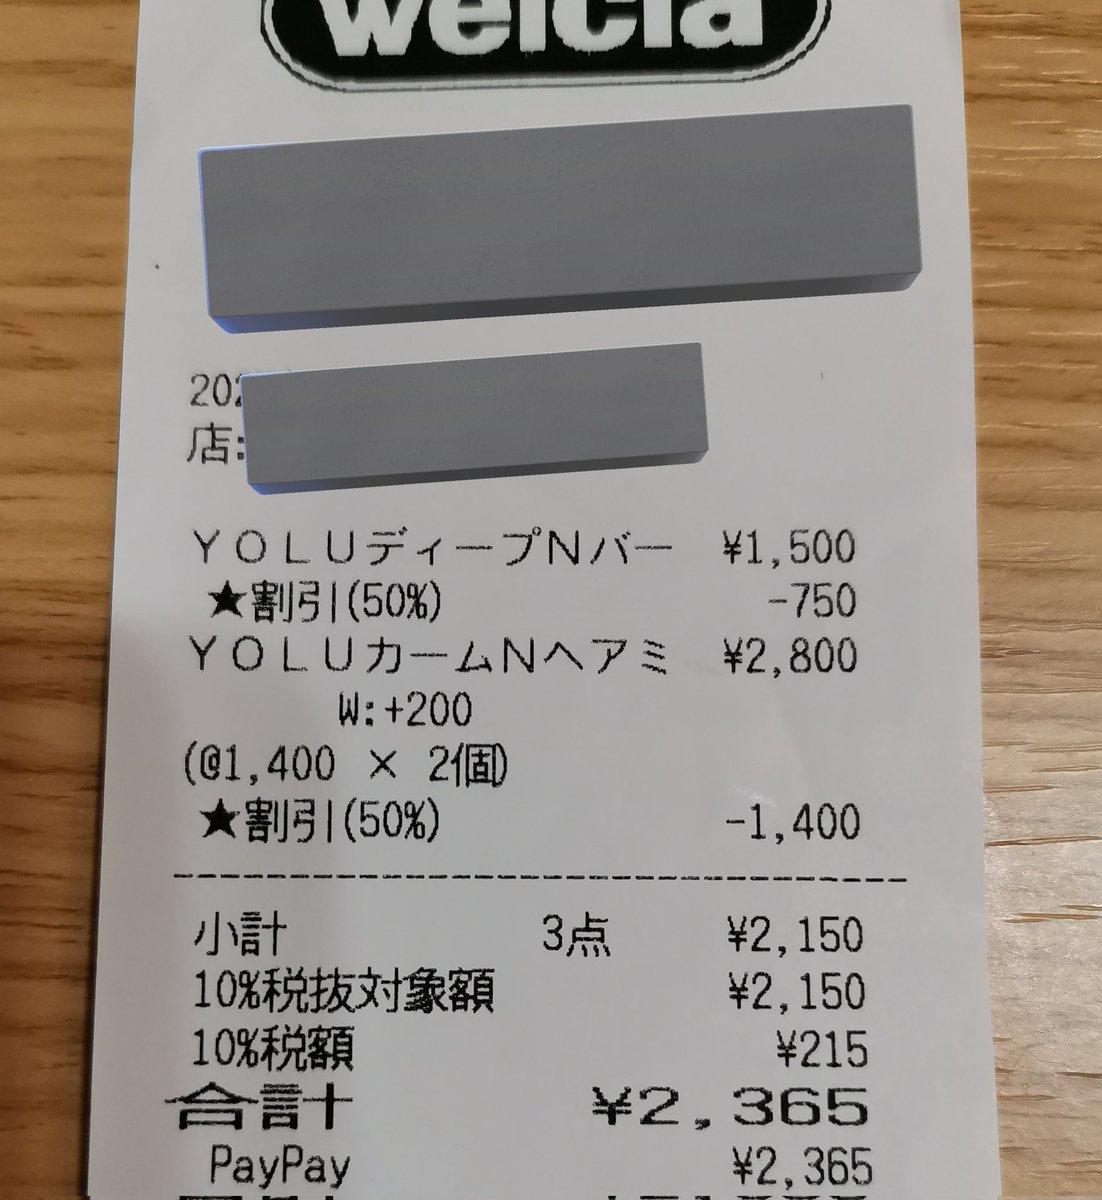 welcia
202
店:
YOLUディープNバー ¥1,500
★割引(50%) -750
YOLUカームNヘアミ ¥2,800
W:+200
(@1,400 × 2個)
★割引(50%) -1,400
小計 3点 ¥2,150
10%税抜対象額 ¥2,150
10%税額 ¥215
合計 ¥2,365
PayPay ¥2,365